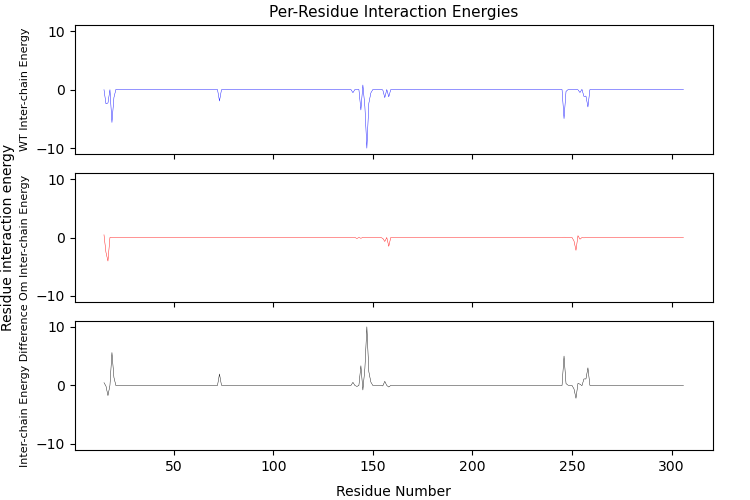 Per-Residue Interaction Energies
Residue interaction energy
WT Inter-chain Energy
10
0
−10
Om Inter-chain Energy
10
0
−10
Inter-chain Energy Difference
10
0
−10
50
100
150
200
250
300
Residue Number